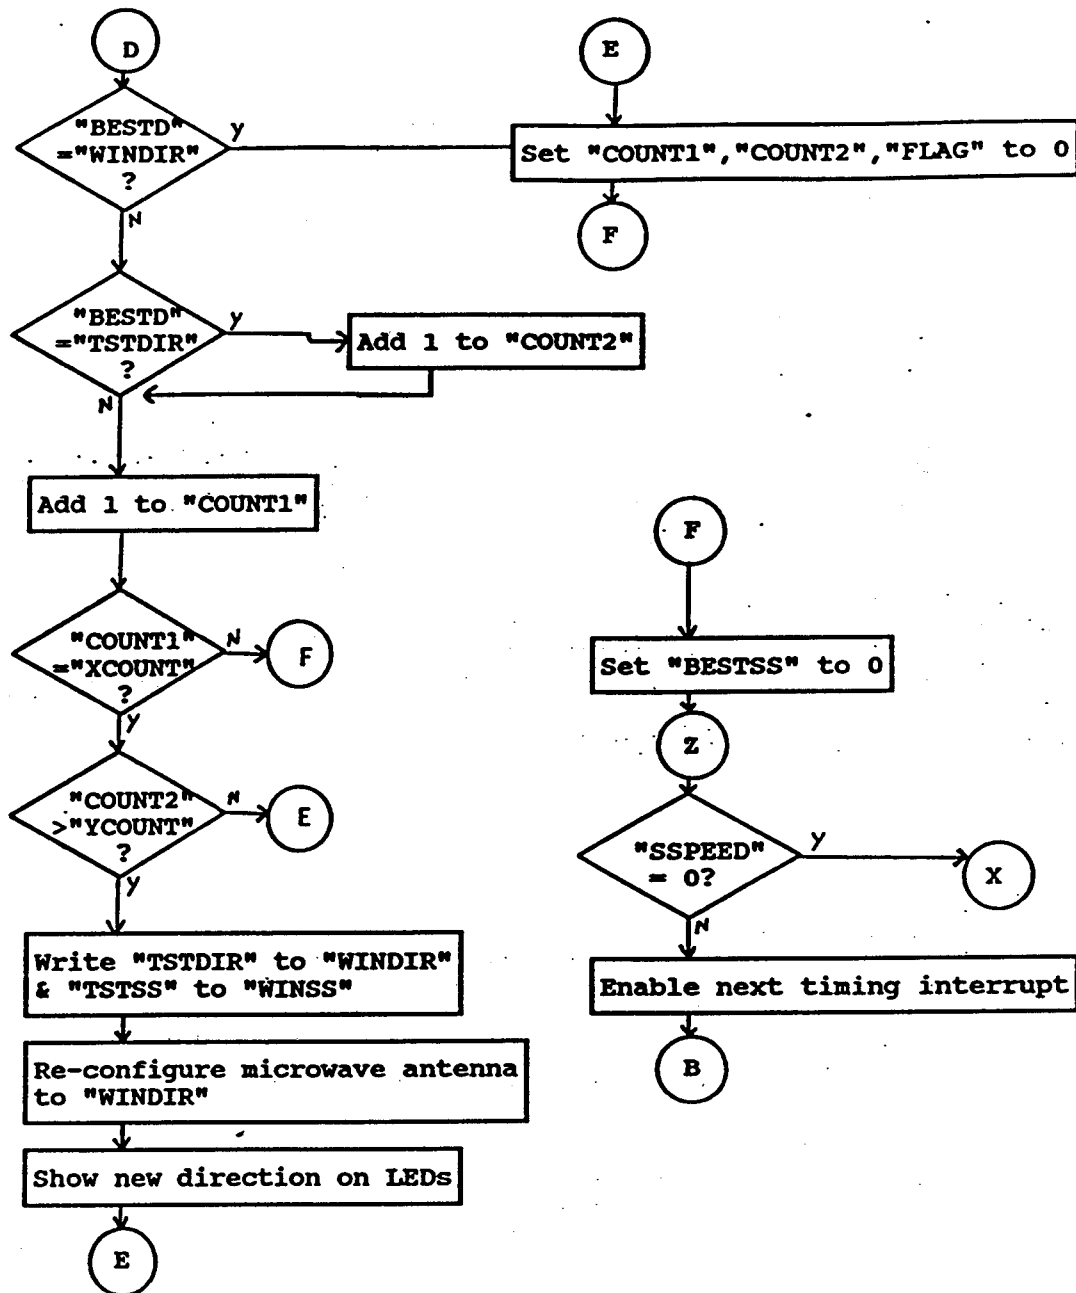 D
"BESTD"
="WINDIR"
?
y
N
E
Set "COUNT1","COUNT2","FLAG" to 0
F
"BESTD"
="TSTDIR"
?
y
N
Add 1 to "COUNT2"
Add 1 to "COUNT1"
"COUNT1"
="XCOUNT"
?
N
y
F
"COUNT2"
>"YCOUNT"
?
N
y
E
Write "TSTDIR" to "WINDIR"
& "TSTSS" to "WINSS"
Re-configure microwave antenna
to "WINDIR"
Show new direction on LEDs
E
F
Set "BESTSS" to 0
Z
"SSPEED"
= 0?
y
N
X
Enable next timing interrupt
B